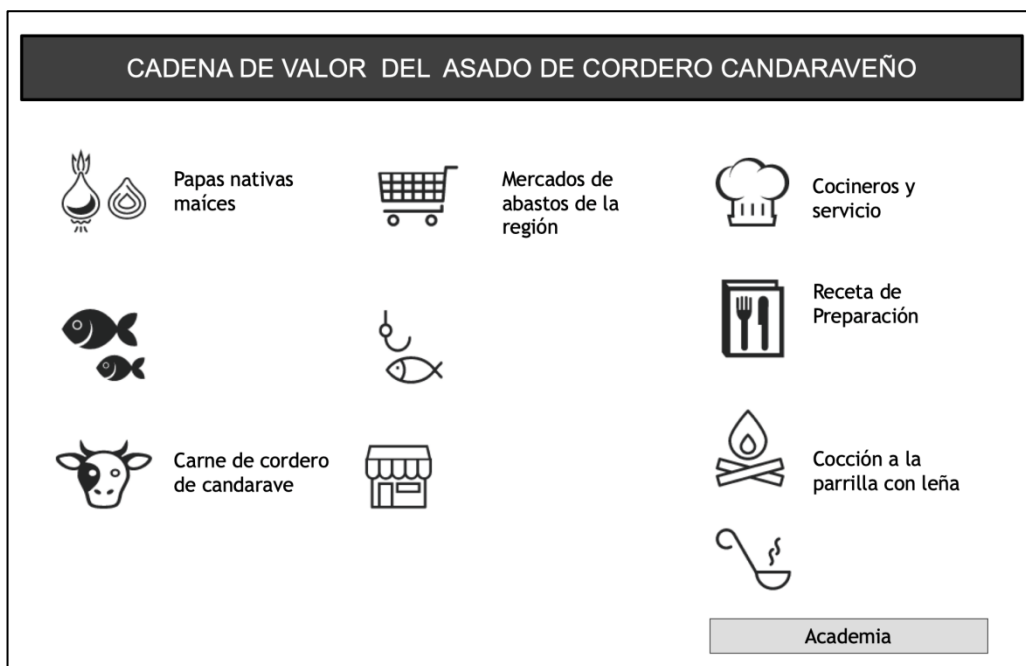 CADENA DE VALOR DEL ASADO DE CORDERO CANDARAVEÑO
Papas nativas
maíces
Mercados de
abastos de la
región
Cocineros y
servicio
Receta de
Preparación
Carne de cordero
de candarave
Cocción a la
parrilla con leña
Academia